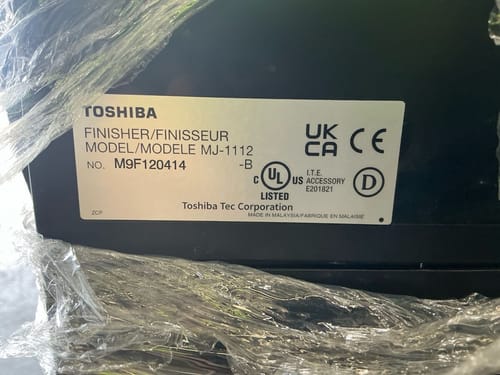 TOSHIBA
FINISHER/FINISSEUR
MODEL/MODELE MJ-1112
NO. M9F120414 -B
UK
CA CE
C UL US
LISTED
I.T.E.
ACCESSORY
E201821
D
Toshiba Tec Corporation
ZCP MADE IN MALAYSIA/FABRIQUE EN MALAISIE